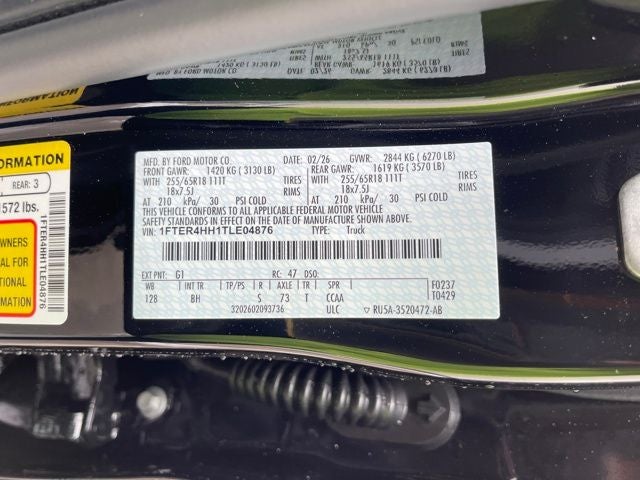 MFD. BY FORD MOTOR CO. 02/26 GVWR: 2844 KG ( 6270 LB)
FRONT GAWR: 1420 KG ( 3130 LB) REAR GAWR: 1619 KG ( 3570 LB)
WITH 255/65R18 111T TIRES WITH 255/65R18 111T
18x7.5J RIMS 18x7.5J
AT 210 kPa/ 30 PSI COLD AT 210 kPa/ 30 PSI COLD
THIS VEHICLE CONFORMS TO ALL APPLICABLE FEDERAL MOTOR VEHICLE
SAFETY STANDARDS IN EFFECT ON THE DATE OF MANUFACTURE SHOWN ABOVE.
VIN: 1FTER4HH1TLE04876 TYPE: Truck
EXT PNT: G1 RC: 47 DSO:
WB INT TR TP/PS R AXLE TR SPR F0237
128 BH S 73 T CCAA T0429
3202602093736 ULC RU5A-3520472-AB
INFORMATION
REAR: 3
1572 lbs.
OWNERS
1FTER4HH1TLE04876